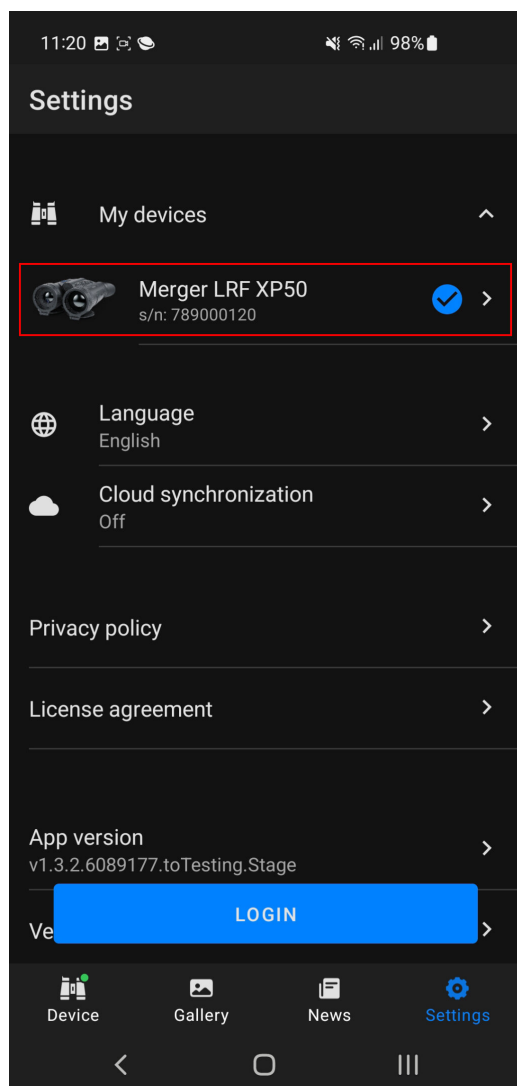 11:20
98%
Settings
My devices
Merger LRF XP50
s/n: 789000120
Language
English
Cloud synchronization
Off
Privacy policy
License agreement
App version
v1.3.2.6089177.toTesting.Stage
LOGIN
Ve
Device
Gallery
News
Settings